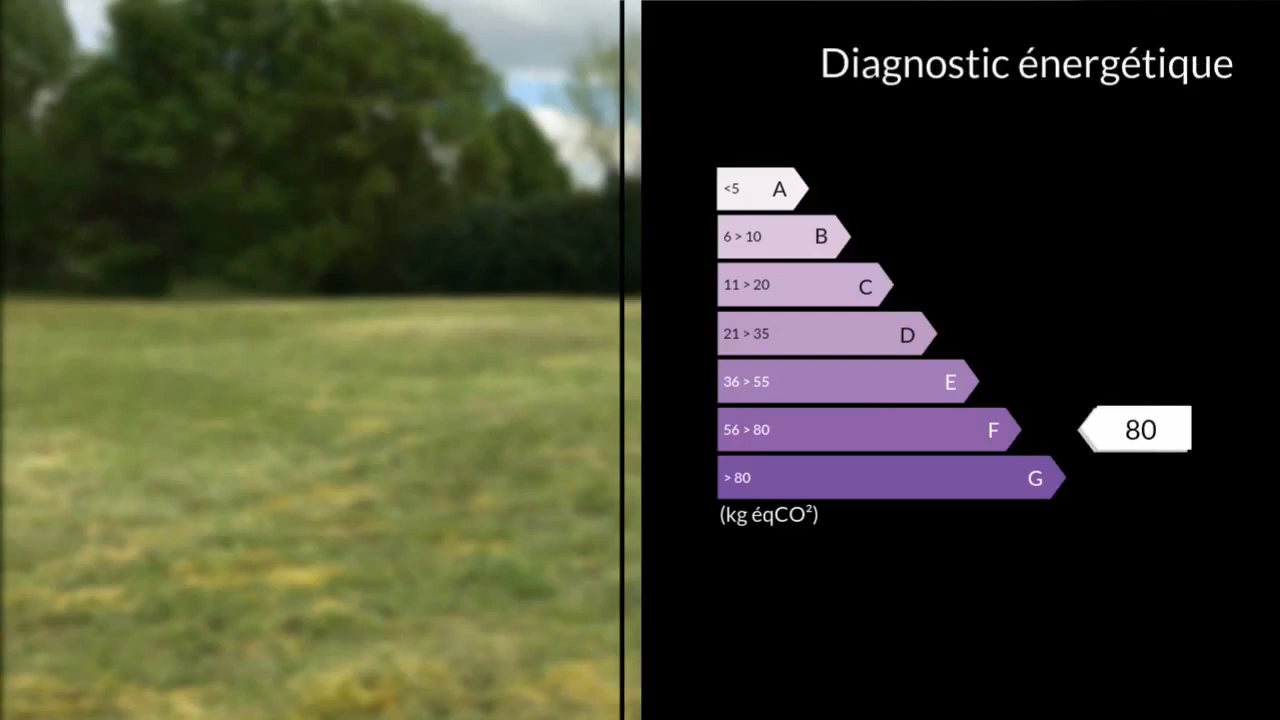 Diagnostic énergétique
<5 A
6 > 10 B
11 > 20 C
21 > 35 D
36 > 55 E
56 > 80 F 80
> 80 G
(kg éqCO²)